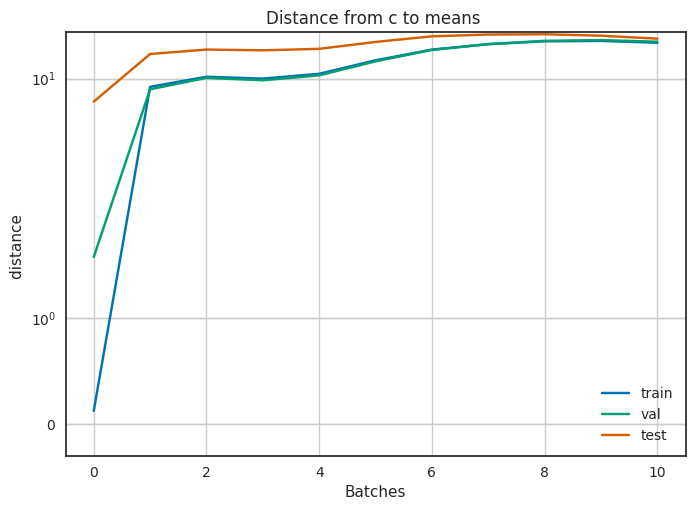 Distance from c to means
distance
10¹
10⁰
0
0 2 4 6 8 10
Batches
train
val
test